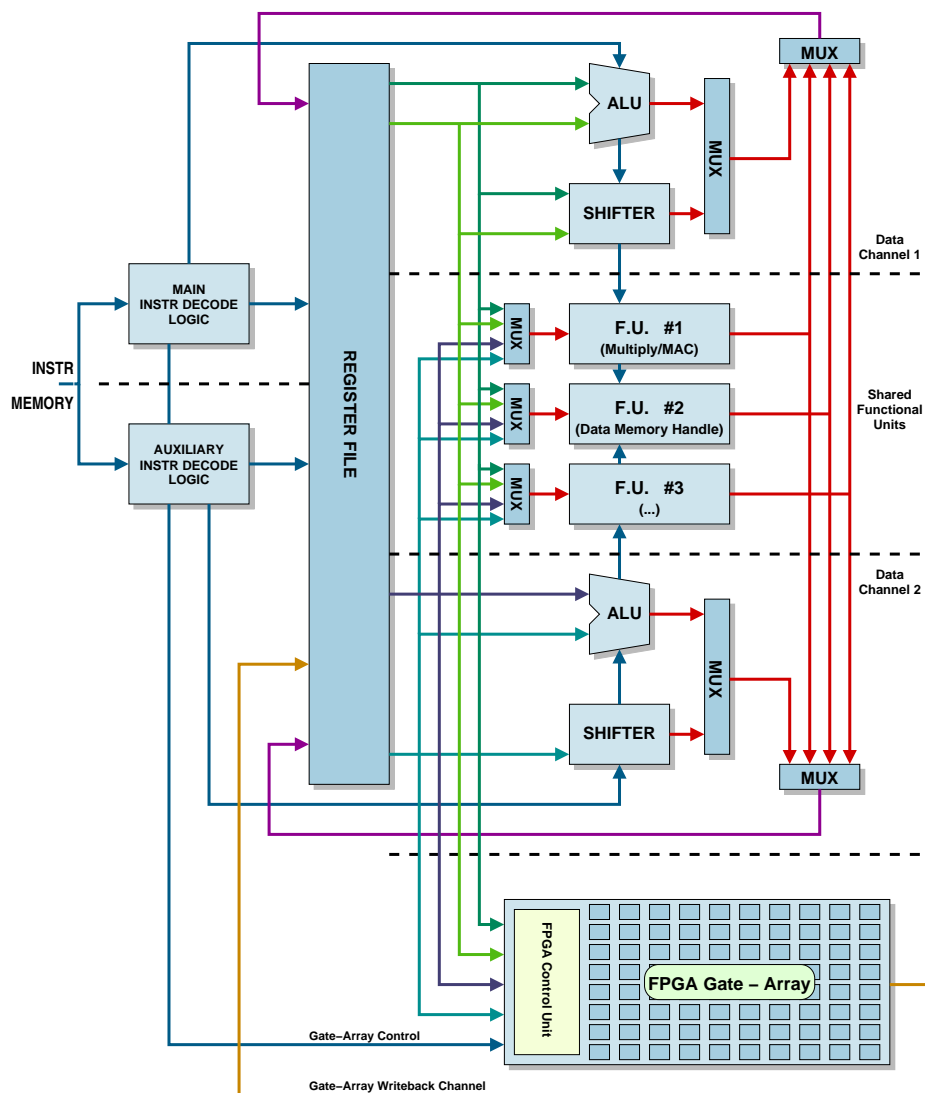 MUX
ALU
MUX
SHIFTER
Data
Channel 1
MAIN
INSTR DECODE
LOGIC
REGISTER FILE
MUX
F.U. #1
(Multiply/MAC)
INSTR
MEMORY
MUX
F.U. #2
(Data Memory Handle)
Shared
Functional
Units
AUXILIARY
INSTR DECODE
LOGIC
MUX
F.U. #3
(...)
Data
Channel 2
ALU
MUX
SHIFTER
MUX
FPGA Control Unit
FPGA Gate – Array
Gate–Array Control
Gate–Array Writeback Channel